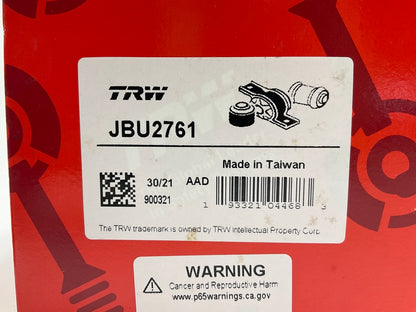 TRW
JBU2761
Made in Taiwan
30/21 AAD
900321
1 93321 04468 3
The TRW trademark is owned by TRW Intellectual Property Corp.
WARNING
Cancer and Reproductive Harm
www.p65warnings.ca.gov